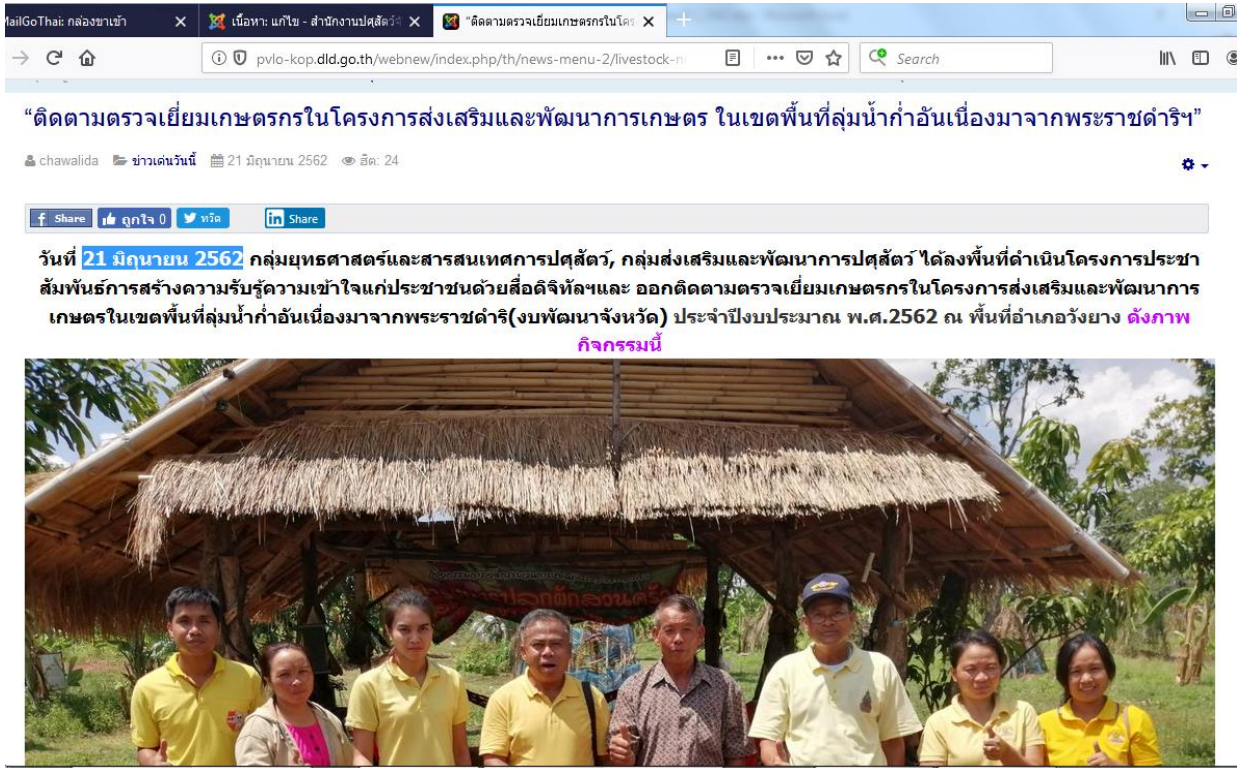 MailGoThai: กล่องขาเข้า
เนื้อหา: แก้ไข - สำนักงานปศุสัตว์จั
"ติดตามตรวจเยี่ยมเกษตรกรในโคร
pvlo-kop.dld.go.th/webnew/index.php/th/news-menu-2/livestock-n
Search
“ติดตามตรวจเยี่ยมเกษตรกรในโครงการส่งเสริมและพัฒนาการเกษตร ในเขตพื้นที่ลุ่มน้ำก่ำอันเนื่องมาจากพระราชดำริฯ”
chawalida ข่าวเด่นวันนี้ 21 มิถุนายน 2562 ฮิต: 24
f Share ถูกใจ 0 ทวีต in Share
วันที่ 21 มิถุนายน 2562 กลุ่มยุทธศาสตร์และสารสนเทศการปศุสัตว์, กลุ่มส่งเสริมและพัฒนาการปศุสัตว์ ได้ลงพื้นที่ดำเนินโครงการประชา
สัมพันธ์การสร้างความรับรู้ความเข้าใจแก่ประชาชนด้วยสื่อดิจิทัลฯและ ออกติดตามตรวจเยี่ยมเกษตรกรในโครงการส่งเสริมและพัฒนาการ
เกษตรในเขตพื้นที่ลุ่มน้ำก่ำอันเนื่องมาจากพระราชดำริ(งบพัฒนาจังหวัด) ประจำปีงบประมาณ พ.ศ.2562 ณ พื้นที่อำเภอวังยาง ดังภาพ
กิจกรรมนี้